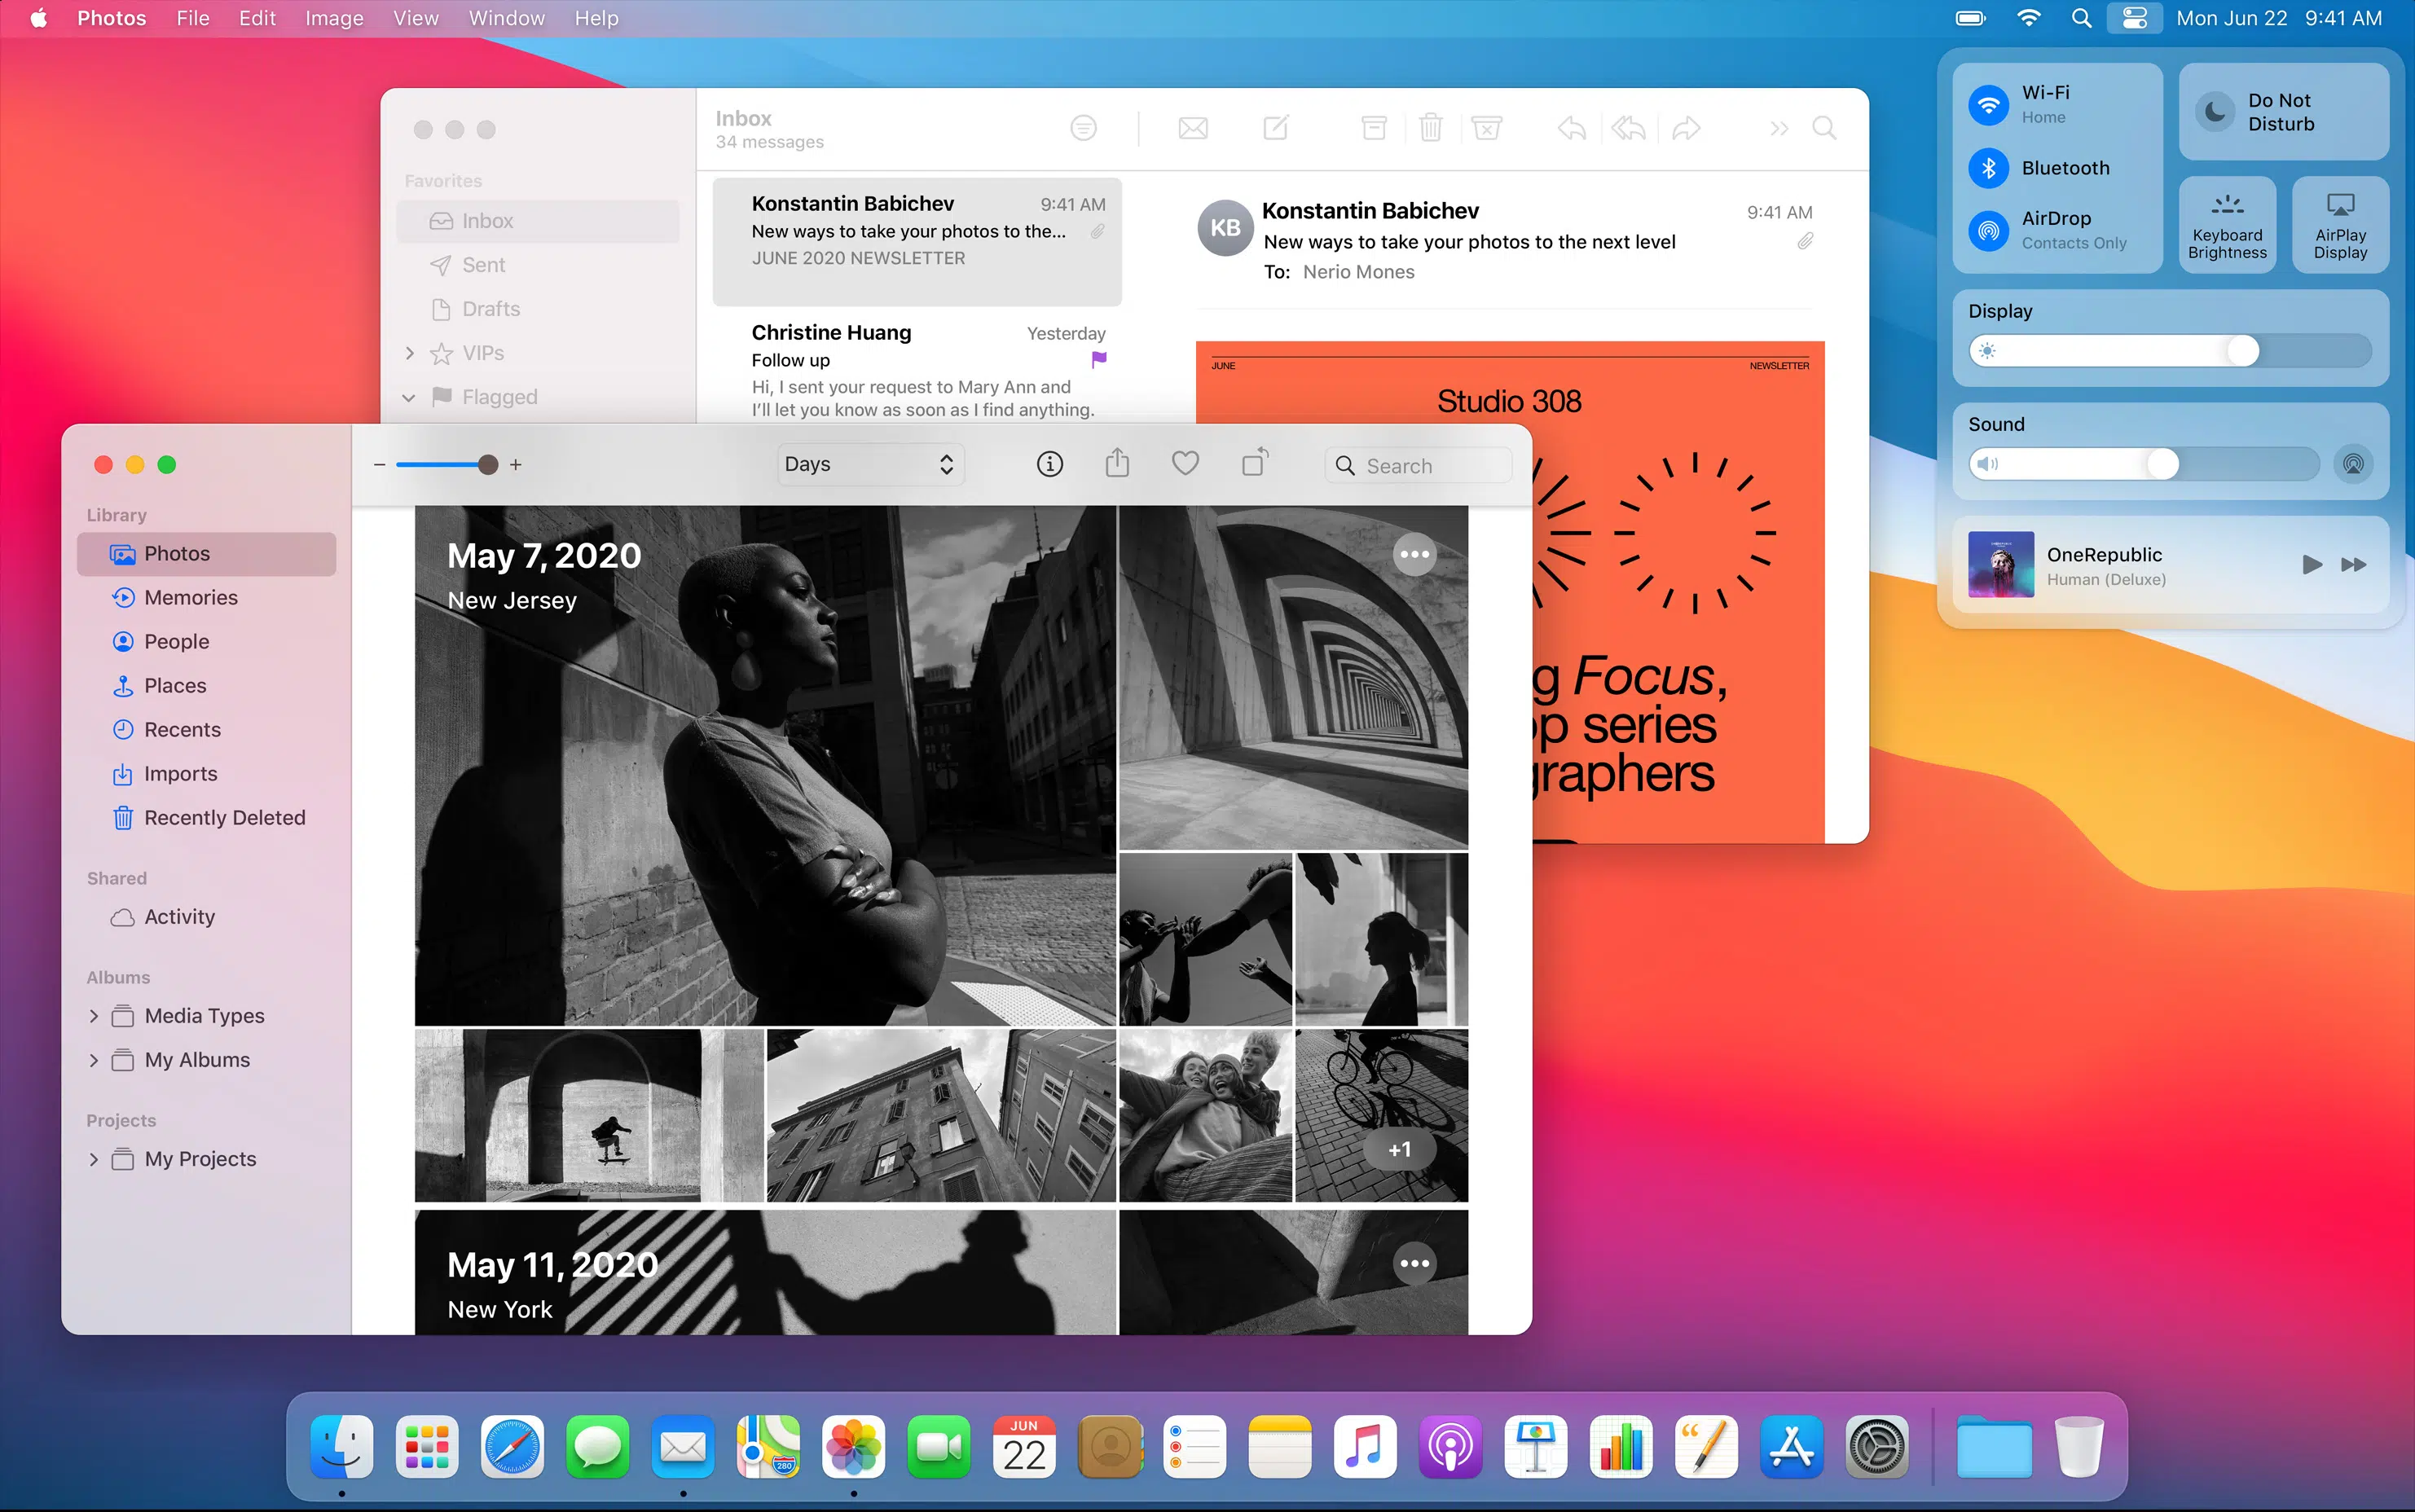 Photos File Edit Image View Window Help
Mon Jun 22 9:41 AM
Inbox
34 messages
Favorites
Inbox
Sent
Drafts
VIPs
Flagged
Konstantin Babichev 9:41 AM
New ways to take your photos to the...
JUNE 2020 NEWSLETTER
Christine Huang Yesterday
Follow up
Hi, I sent your request to Mary Ann and
I'll let you know as soon as I find anything.
KB
Konstantin Babichev 9:41 AM
New ways to take your photos to the next level
To: Nerio Mones
JUNE NEWSLETTER
Studio 308
g Focus,
op series
graphers
Days
Search
Library
Photos
Memories
People
Places
Recents
Imports
Recently Deleted
Shared
Activity
Albums
Media Types
My Albums
Projects
My Projects
May 7, 2020
New Jersey
+1
May 11, 2020
New York
Wi-Fi
Home
Bluetooth
AirDrop
Contacts Only
Do Not
Disturb
Keyboard
Brightness
AirPlay
Display
Display
Sound
OneRepublic
Human (Deluxe)
280
JUN
22